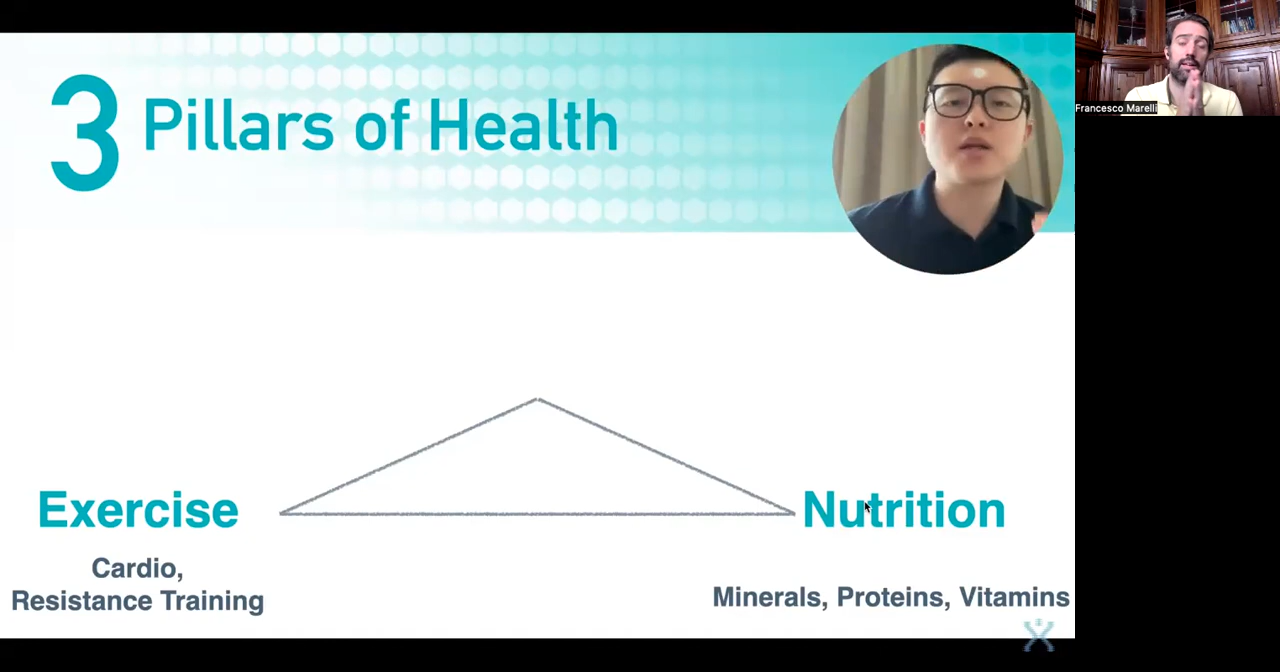 3 Pillars of Health
Francesco Marelli
Exercise
Cardio,
Resistance Training
Nutrition
Minerals, Proteins, Vitamins